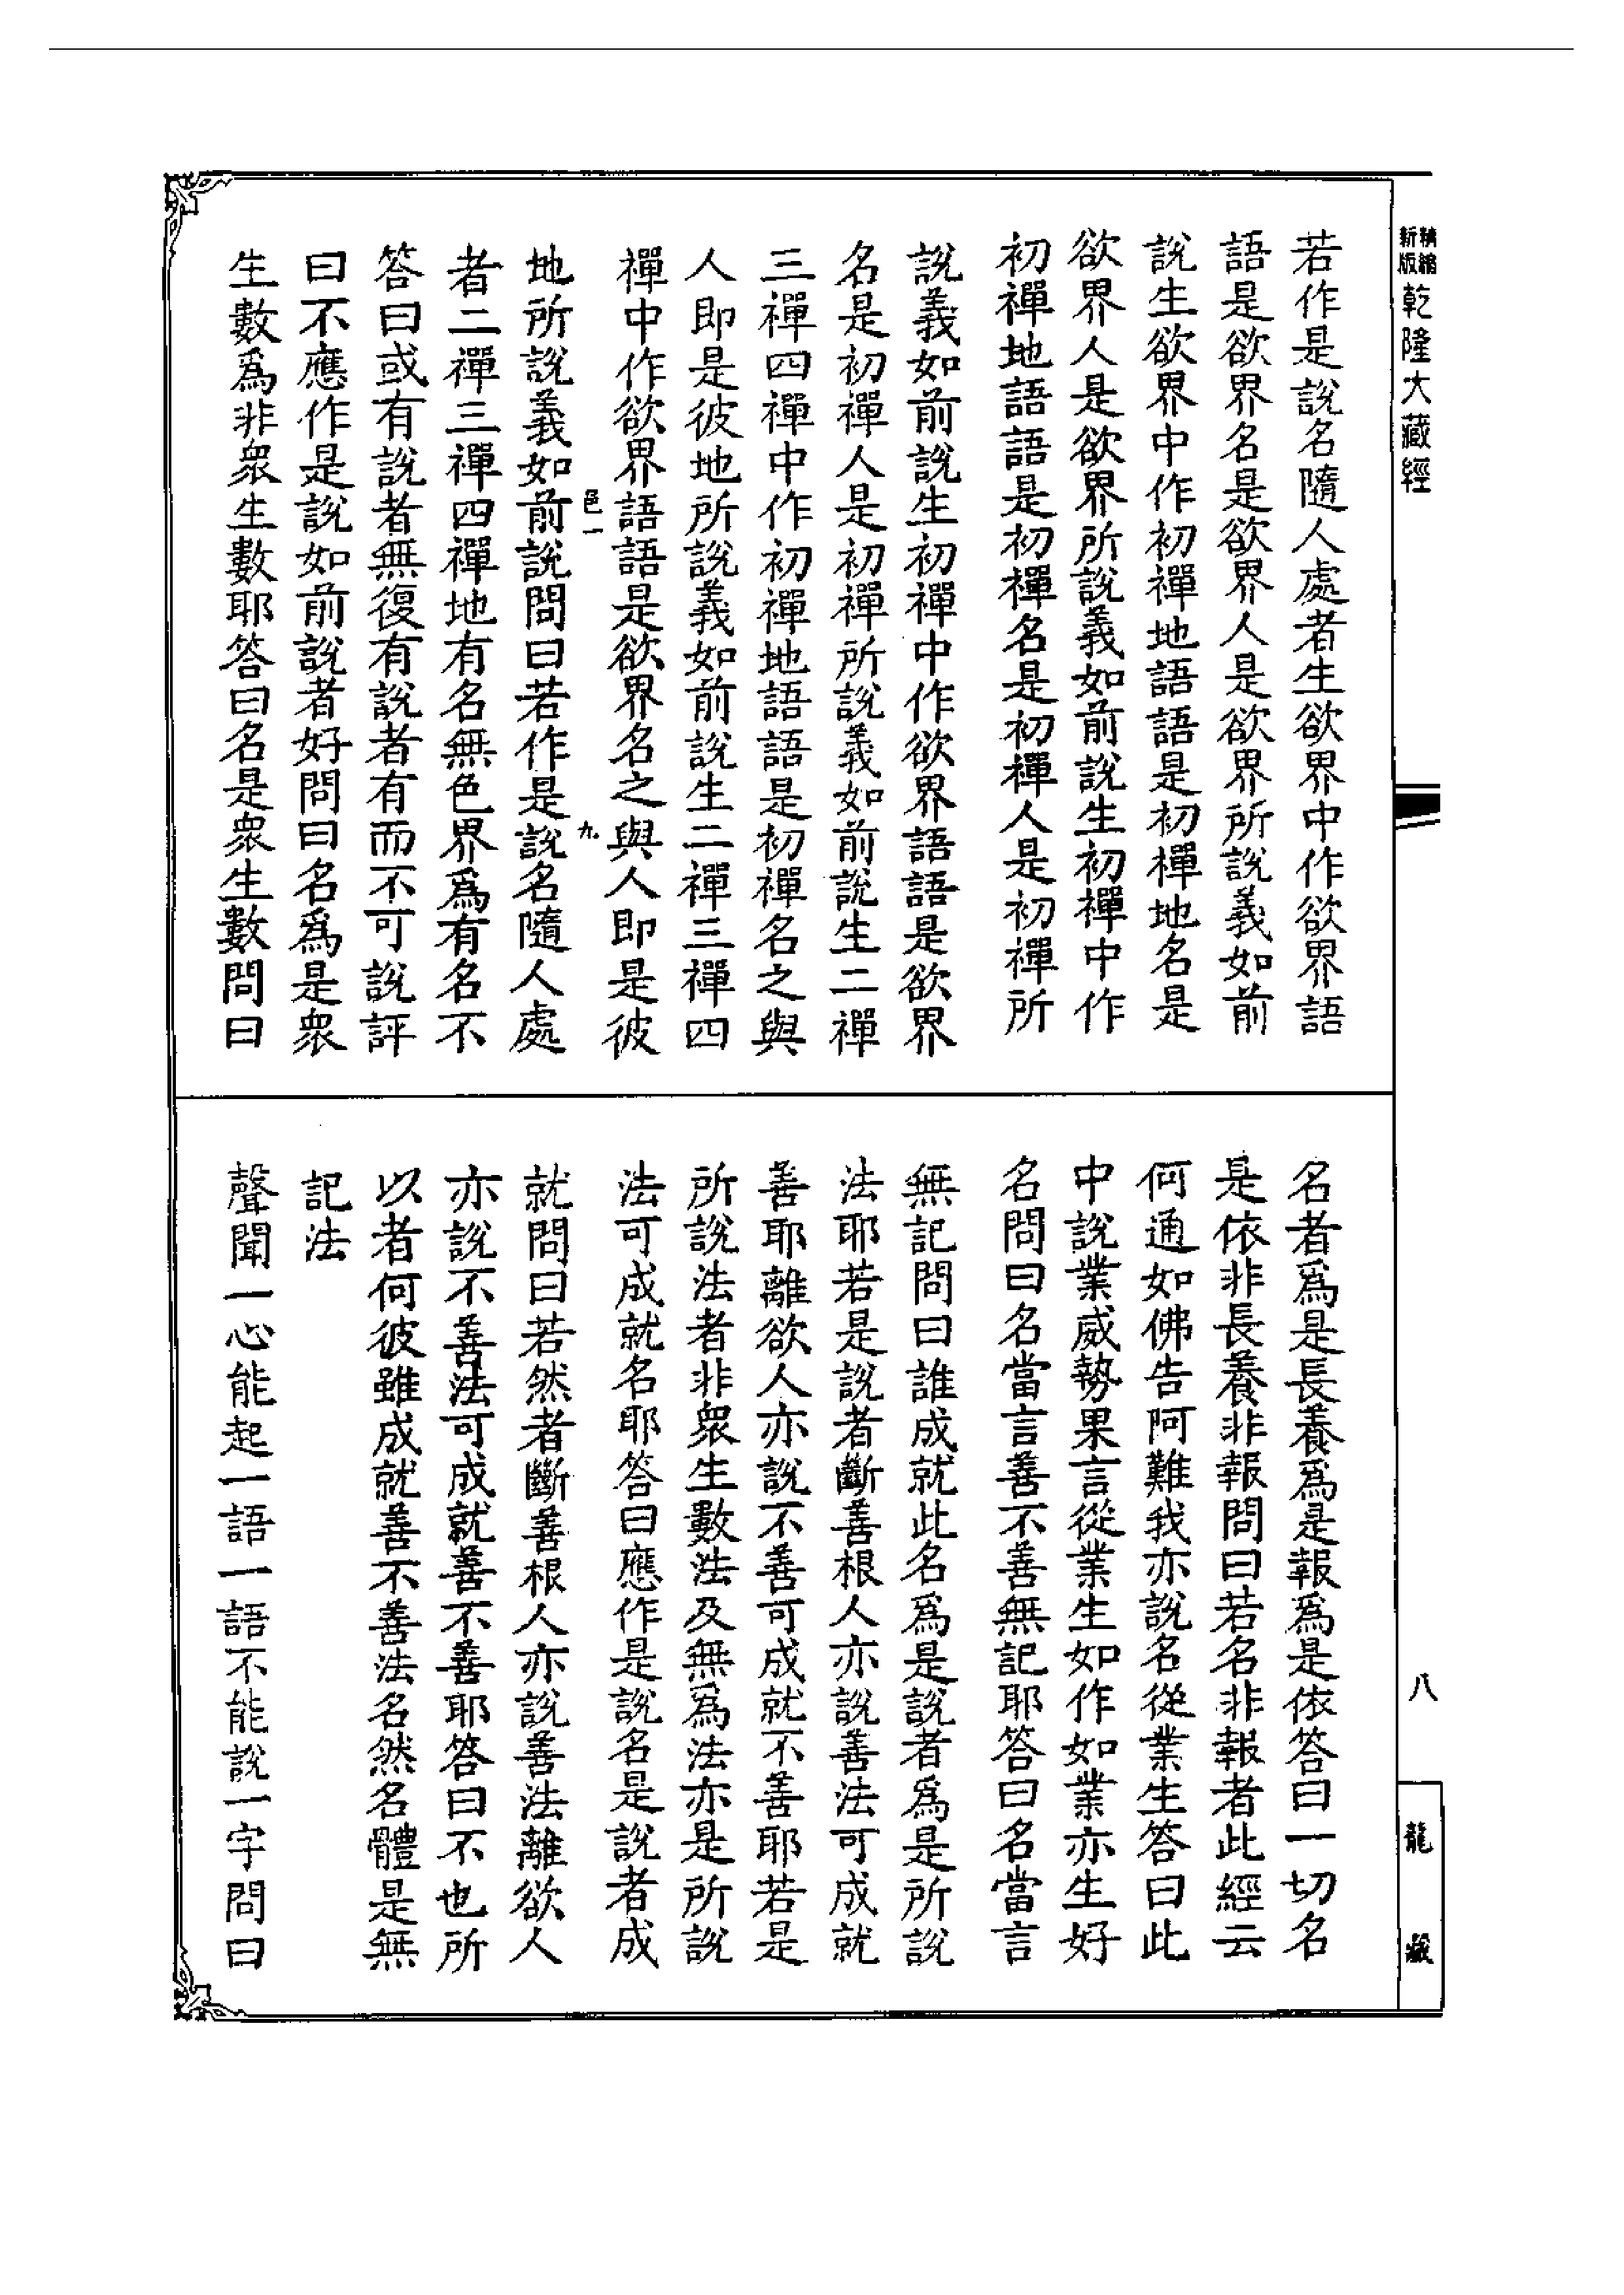 精縮新版乾隆大藏經
八
龍藏
若作是說名隨人處者生欲界中作欲界語
語是欲界名是欲界人是欲界所說義如前
說生欲界中作初禪地語語是初禪地名是
欲界人是欲界所說義如前說生初禪中作
初禪地語語是初禪名是初禪人是初禪所
說義如前說生初禪中作欲界語語是欲界
名是初禪人是初禪所說義如前說生二禪
三禪四禪中作初禪地語語是初禪名之與
人即是彼地所說義如前說生二禪三禪四
禪中作欲界語語是欲界名之與人即是彼
邑一
九
地所說義如前說問曰若作是說名隨人處
者二禪三禪四禪地有名無色界為有名不
答曰或有說者無復有說者有而不可說評
曰不應作是說如前說者好問曰名為是眾
生數為非眾生數耶答曰名是眾生數問曰
名者為是長養為是報為是依答曰一切名
是依非長養非報問曰若名非報者此經云
何通如佛告阿難我亦說名從業生答曰此
中說業威勢果言從業生如作如業亦生好
名問曰名當言善不善無記耶答曰名當言
無記問曰誰成就此名為是說者為是所說
法耶若是說者斷善根人亦說善法可成就
善耶離欲人亦說不善可成就不善耶若是
所說法者非眾生數法及無為法亦是所說
法可成就名耶答曰應作是說名是說者成
就問曰若然者斷善根人亦說善法離欲人
亦說不善法可成就善不善耶答曰不也所
以者何彼雖成就善不善法名然名體是無
記法
聲聞一心能起一語一語不能說一字問曰